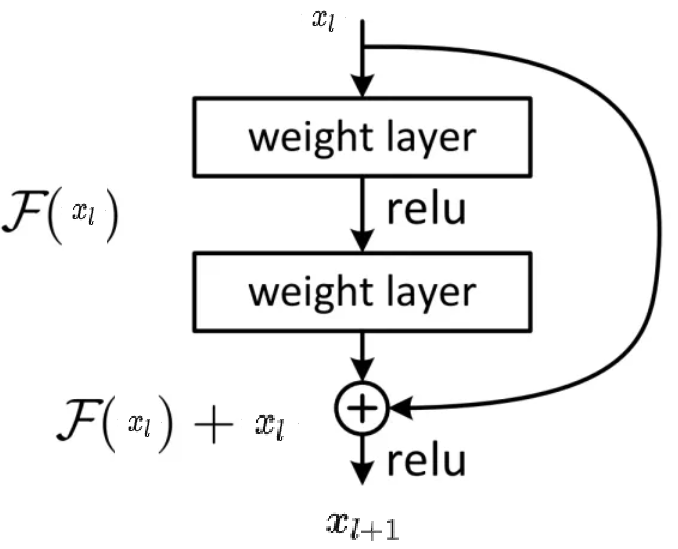 x_l
weight layer
relu
F(x_l)
weight layer
F(x_l) + x_l
relu
x_{l+1}